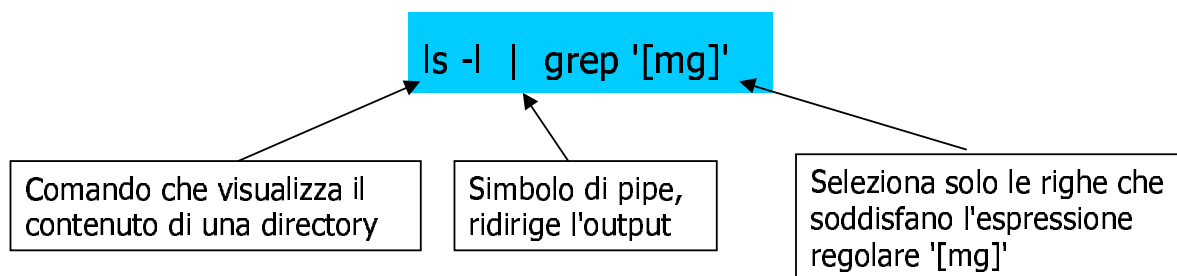 ls -l | grep '[mg]'
Comando che visualizza il
contenuto di una directory
Simbolo di pipe,
ridirige l'output
Seleziona solo le righe che
soddisfano l'espressione
regolare '[mg]'